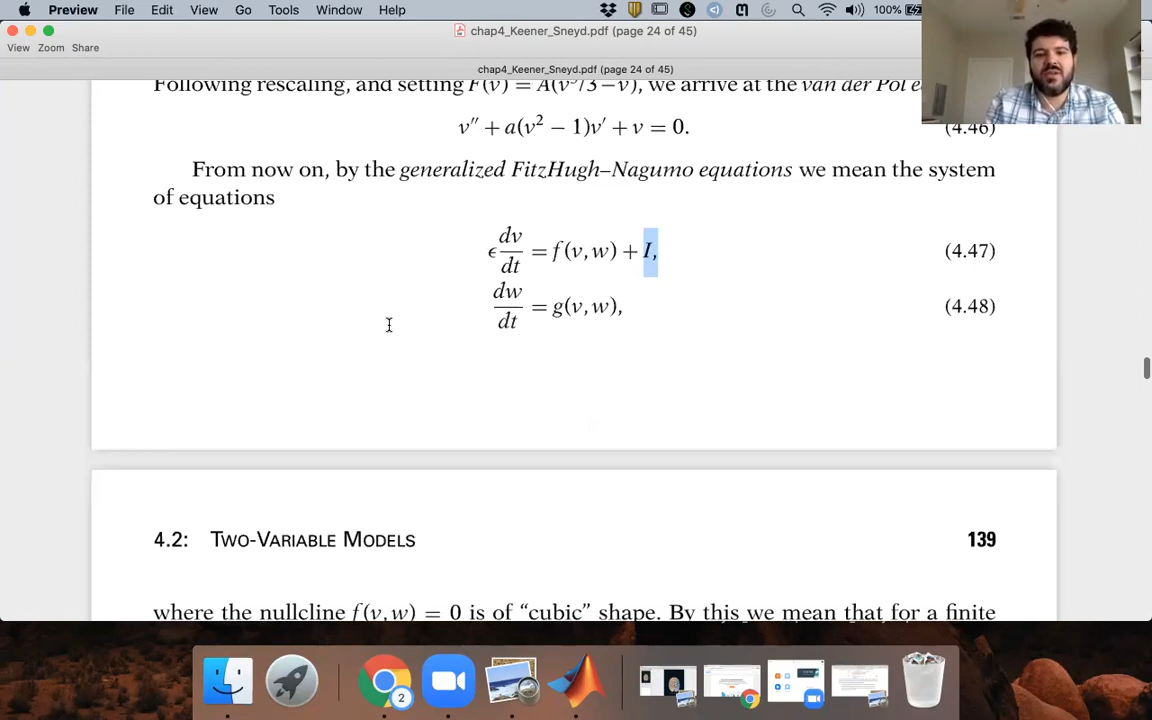 Preview File Edit View Go Tools Window Help 100%
chap4_Keener_Sneyd.pdf (page 24 of 45)
View Zoom Share
chap4_Keener_Sneyd.pdf (page 24 of 45)
Following rescaling, and setting F(v) = A(v³/3 − v), we arrive at the van der Pol
v″ + a(v² − 1)v′ + v = 0. (4.46)
From now on, by the generalized FitzHugh–Nagumo equations we mean the system
of equations
ϵ dv/dt = f(v, w) + I, (4.47)
dw/dt = g(v, w), (4.48)
4.2: TWO-VARIABLE MODELS 139
where the nullcline f(v, w) = 0 is of “cubic” shape. By this we mean that for a finite
2